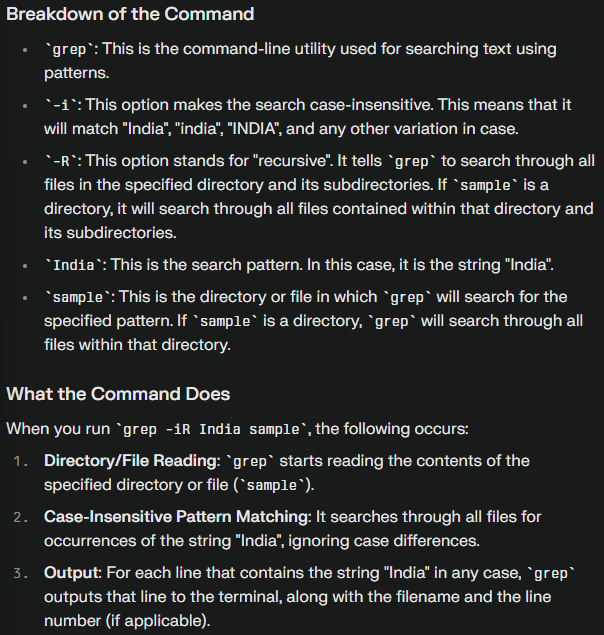 Breakdown of the Command
• `grep`: This is the command-line utility used for searching text using
patterns.
• `-i`: This option makes the search case-insensitive. This means that it
will match "India", "india", "INDIA", and any other variation in case.
• `-R`: This option stands for "recursive". It tells `grep` to search through all
files in the specified directory and its subdirectories. If `sample` is a
directory, it will search through all files contained within that directory and
its subdirectories.
• `India`: This is the search pattern. In this case, it is the string "India".
• `sample`: This is the directory or file in which `grep` will search for the
specified pattern. If `sample` is a directory, `grep` will search through all
files within that directory.
What the Command Does
When you run `grep -iR India sample`, the following occurs:
1. Directory/File Reading: `grep` starts reading the contents of the
specified directory or file (`sample`).
2. Case-Insensitive Pattern Matching: It searches through all files for
occurrences of the string "India", ignoring case differences.
3. Output: For each line that contains the string "India" in any case, `grep`
outputs that line to the terminal, along with the filename and the line
number (if applicable).